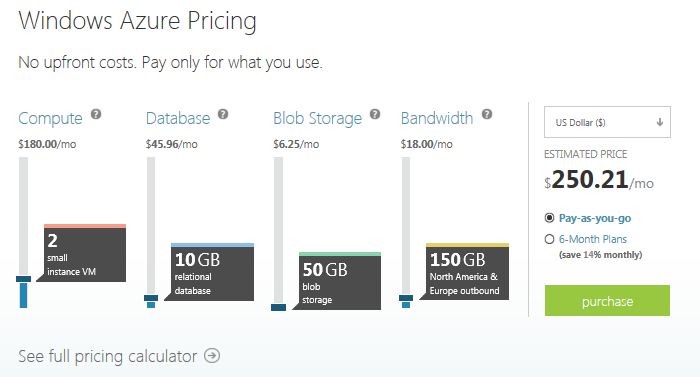 Windows Azure Pricing
No upfront costs. Pay only for what you use.
Compute ?
$180.00/mo
2
small
instance VM
Database ?
$45.96/mo
10 GB
relational
database
Blob Storage ?
$6.25/mo
50 GB
blob
storage
Bandwidth ?
$18.00/mo
150 GB
North America &
Europe outbound
US Dollar ($)
ESTIMATED PRICE
$250.21/mo
Pay-as-you-go
6-Month Plans
(save 14% monthly)
purchase
See full pricing calculator